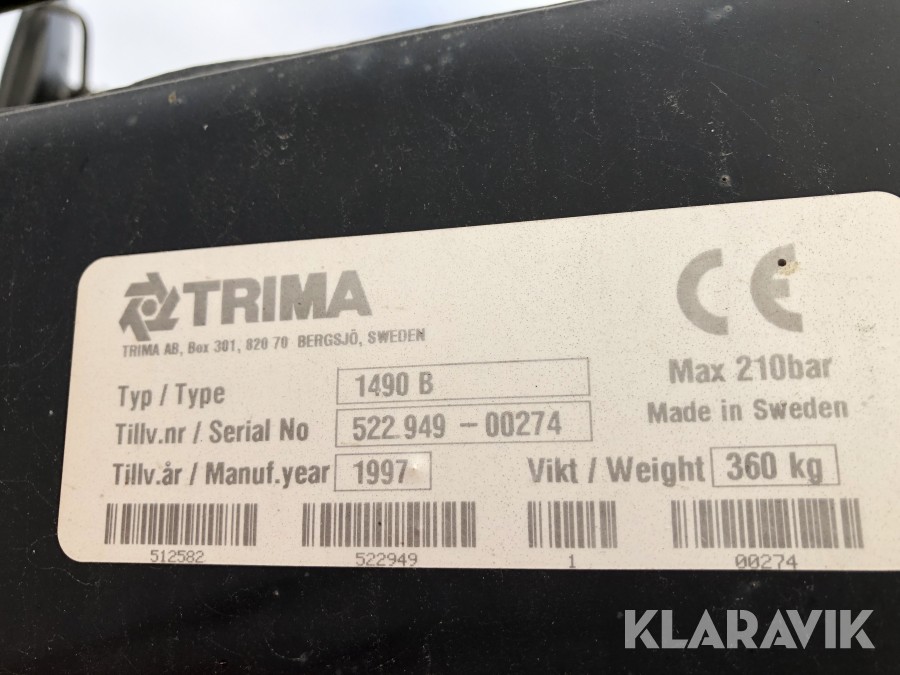 TRIMA
TRIMA AB, Box 301, 820 70 BERGSJÖ, SWEDEN
CE
Max 210bar
Made in Sweden
Typ / Type 1490 B
Tillv.nr / Serial No 522 949 - 00274
Tillv.år / Manuf.year 1997
Vikt / Weight 360 kg
512582 522949 1 00274
KLARAVIK